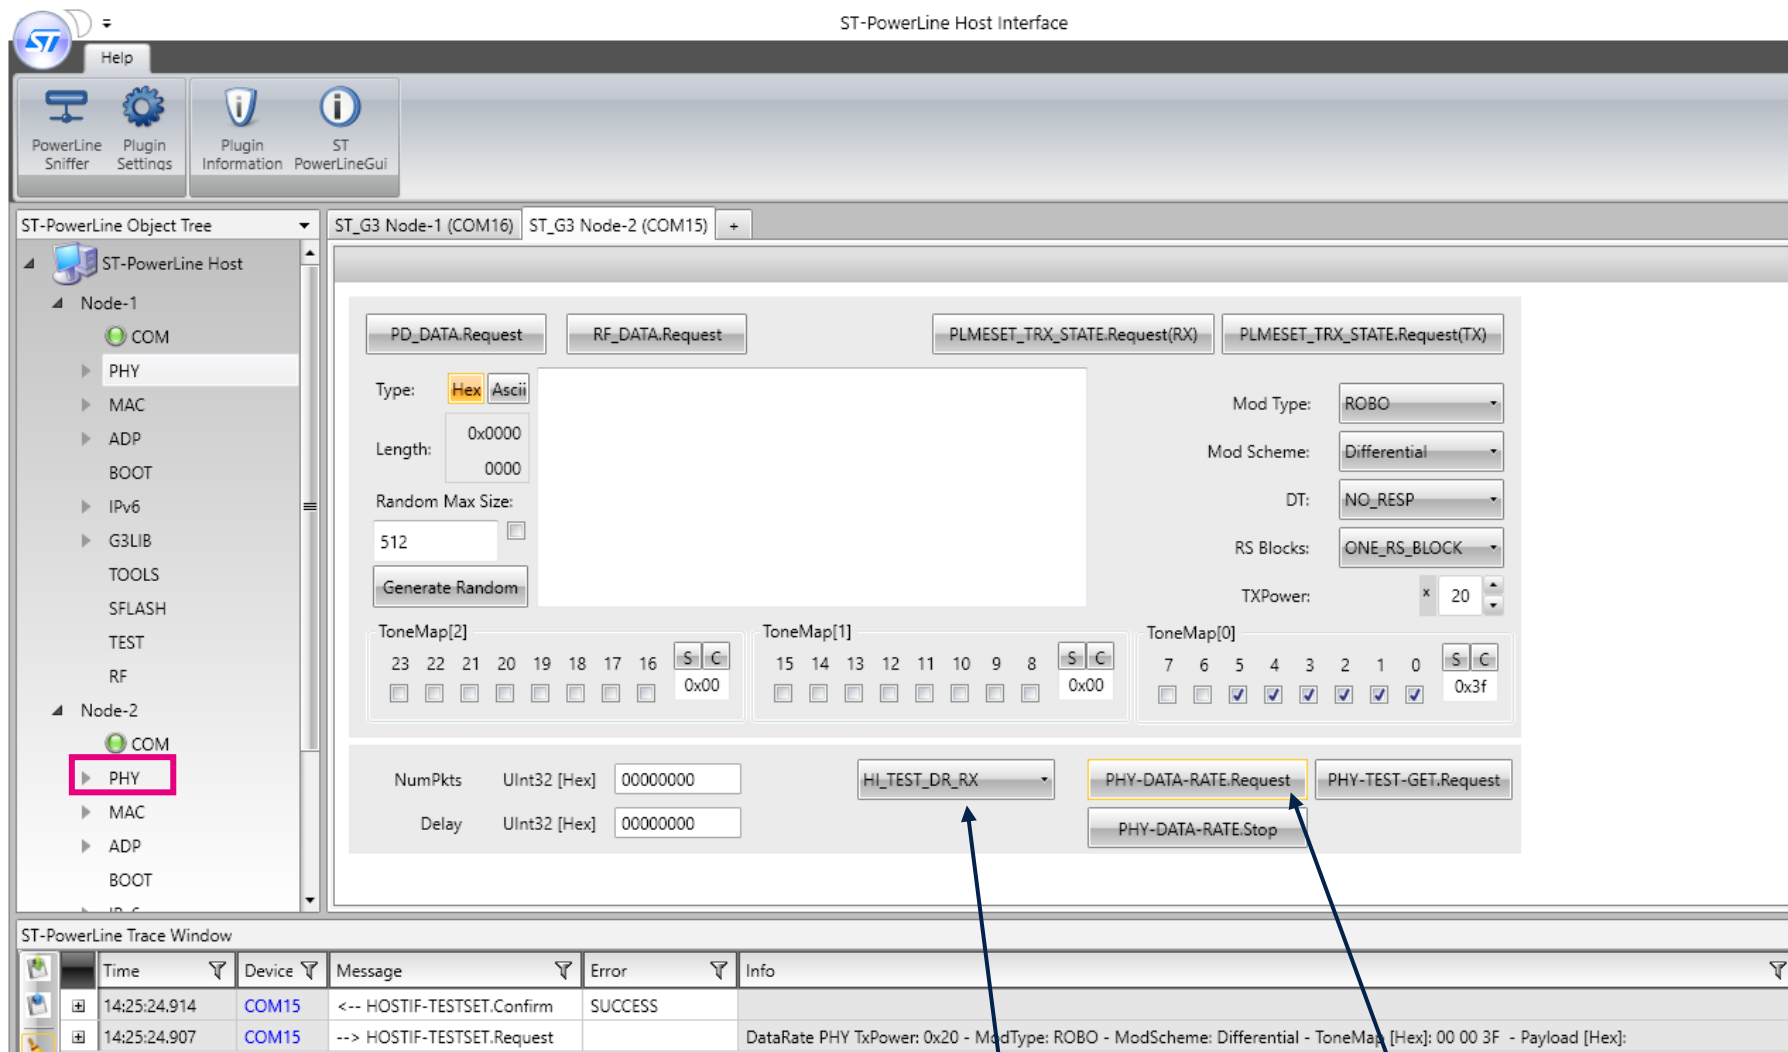 ST-PowerLine Host Interface
Help
PowerLine Sniffer
Plugin Settings
Plugin Information
ST PowerLineGui
ST-PowerLine Object Tree
ST-PowerLine Host
Node-1
COM
PHY
MAC
ADP
BOOT
IPv6
G3LIB
TOOLS
SFLASH
TEST
RF
Node-2
COM
PHY
MAC
ADP
BOOT
ST_G3 Node-1 (COM16) ST_G3 Node-2 (COM15) +
PD_DATA.Request RF_DATA.Request PLMESET_TRX_STATE.Request(RX) PLMESET_TRX_STATE.Request(TX)
Type: Hex Ascii
Length: 0x0000
0000
Random Max Size:
512
Generate Random
Mod Type: ROBO
Mod Scheme: Differential
DT: NO_RESP
RS Blocks: ONE_RS_BLOCK
TXPower: x 20
ToneMap[2]
23 22 21 20 19 18 17 16 S C
0x00
ToneMap[1]
15 14 13 12 11 10 9 8 S C
0x00
ToneMap[0]
7 6 5 4 3 2 1 0 S C
0x3f
NumPkts UInt32 [Hex] 00000000 HI_TEST_DR_RX PHY-DATA-RATE.Request PHY-TEST-GET.Request
Delay UInt32 [Hex] 00000000 PHY-DATA-RATE.Stop
ST-PowerLine Trace Window
Time Device Message Error Info
14:25:24.914 COM15 <-- HOSTIF-TESTSET.Confirm SUCCESS
14:25:24.907 COM15 --> HOSTIF-TESTSET.Request DataRate PHY TxPower: 0x20 - ModType: ROBO - ModScheme: Differential - ToneMap [Hex]: 00 00 3F - Payload [Hex]: